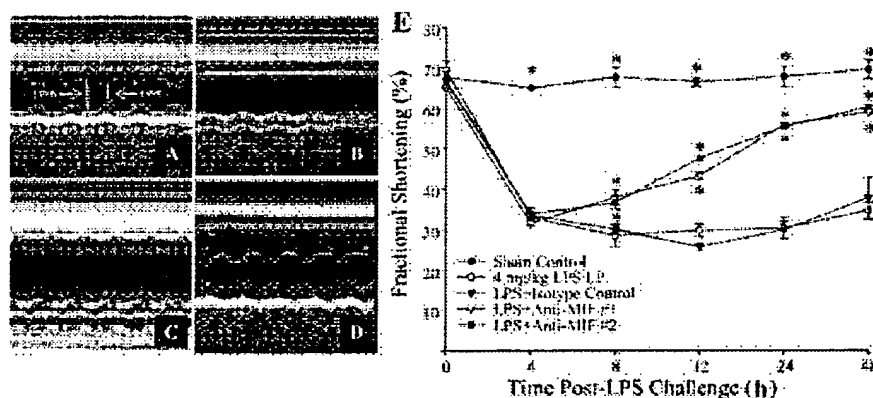 E
Fractional Shortening (%)
80
70
60
50
40
30
20
10
Sham Control
4 mg/kg LPS I.P.
LPS+Isotype Control
LPS+Anti-MIF #1
LPS+Anti-MIF #2
0 4 8 12 24
Time Post-LPS Challenge (h)
A
B
C
D